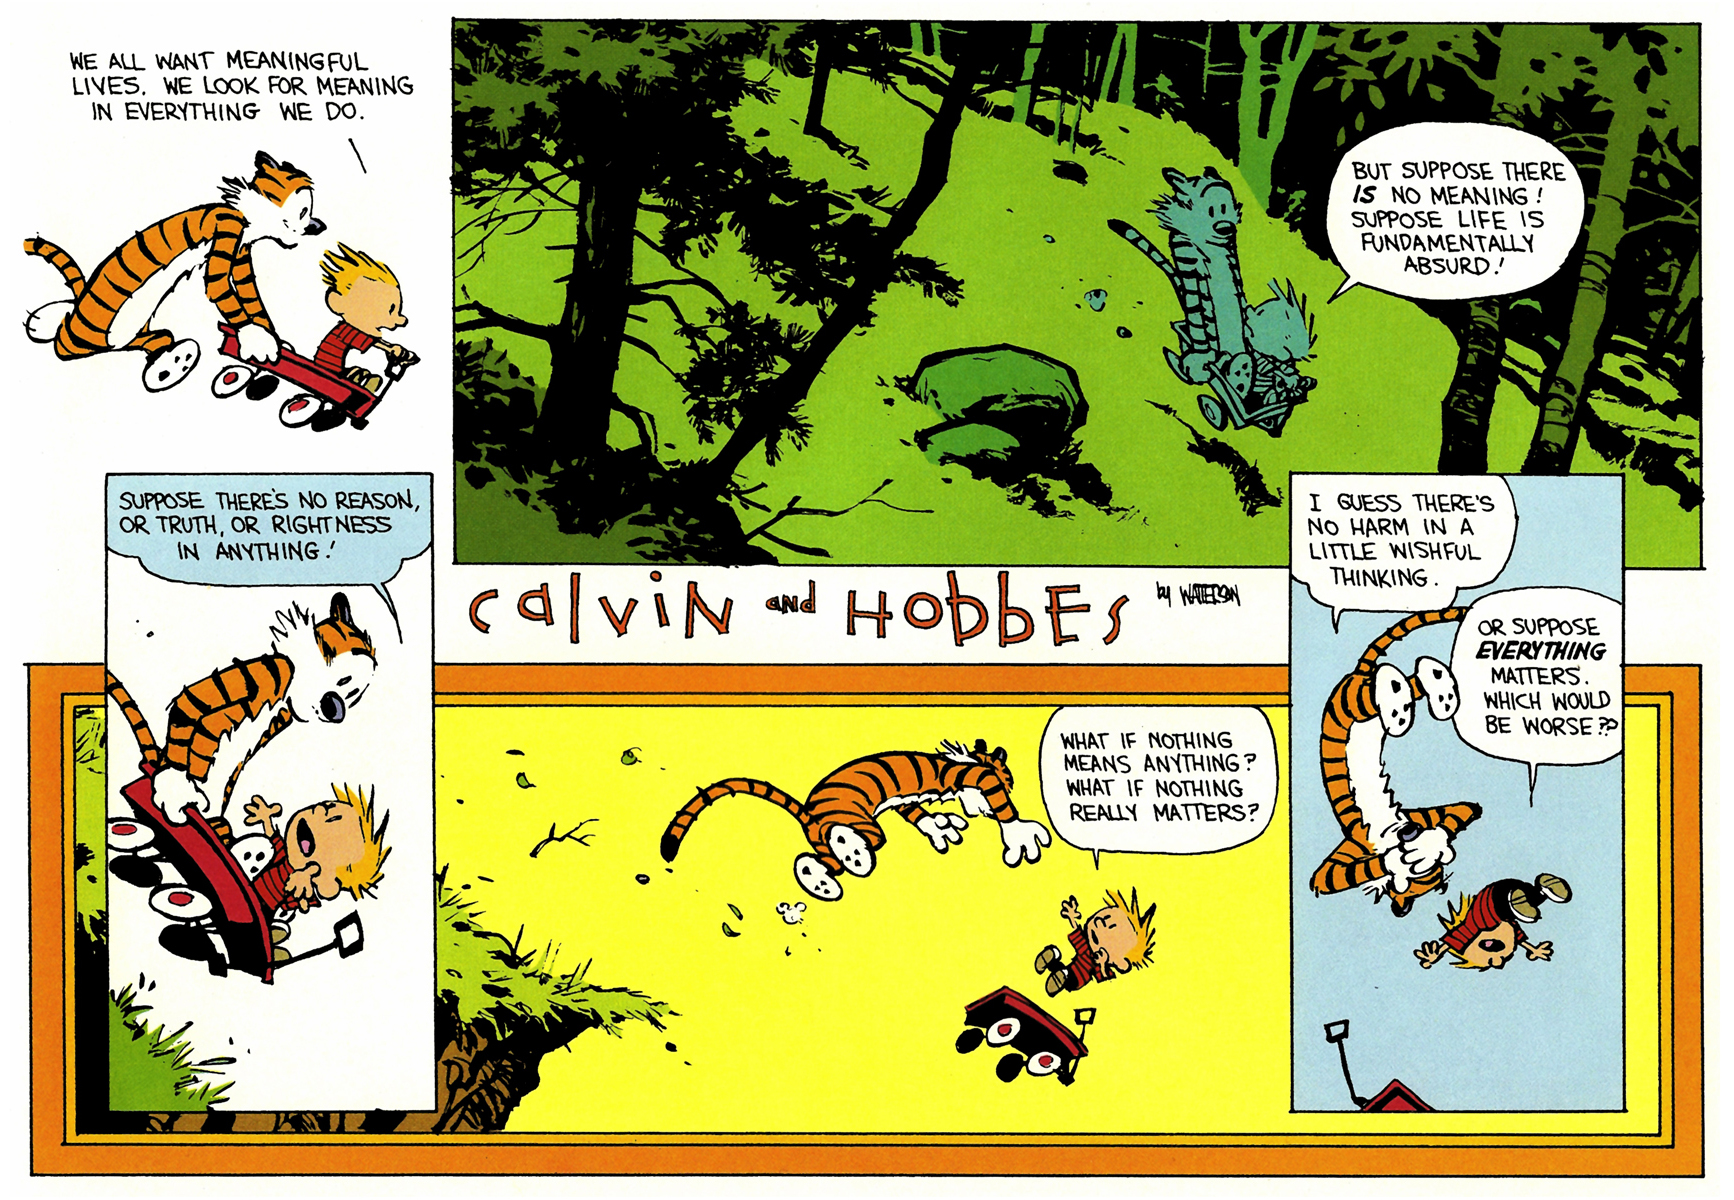 WE ALL WANT MEANINGFUL
LIVES. WE LOOK FOR MEANING
IN EVERYTHING WE DO.
BUT SUPPOSE THERE
IS NO MEANING!
SUPPOSE LIFE IS
FUNDAMENTALLY
ABSURD!
SUPPOSE THERE'S NO REASON,
OR TRUTH, OR RIGHTNESS
IN ANYTHING!
CALViN and HOBBES
by WATTERSON
WHAT IF NOTHING
MEANS ANYTHING?
WHAT IF NOTHING
REALLY MATTERS?
I GUESS THERE'S
NO HARM IN A
LITTLE WISHFUL
THINKING.
OR SUPPOSE
EVERYTHING
MATTERS.
WHICH WOULD
BE WORSE??